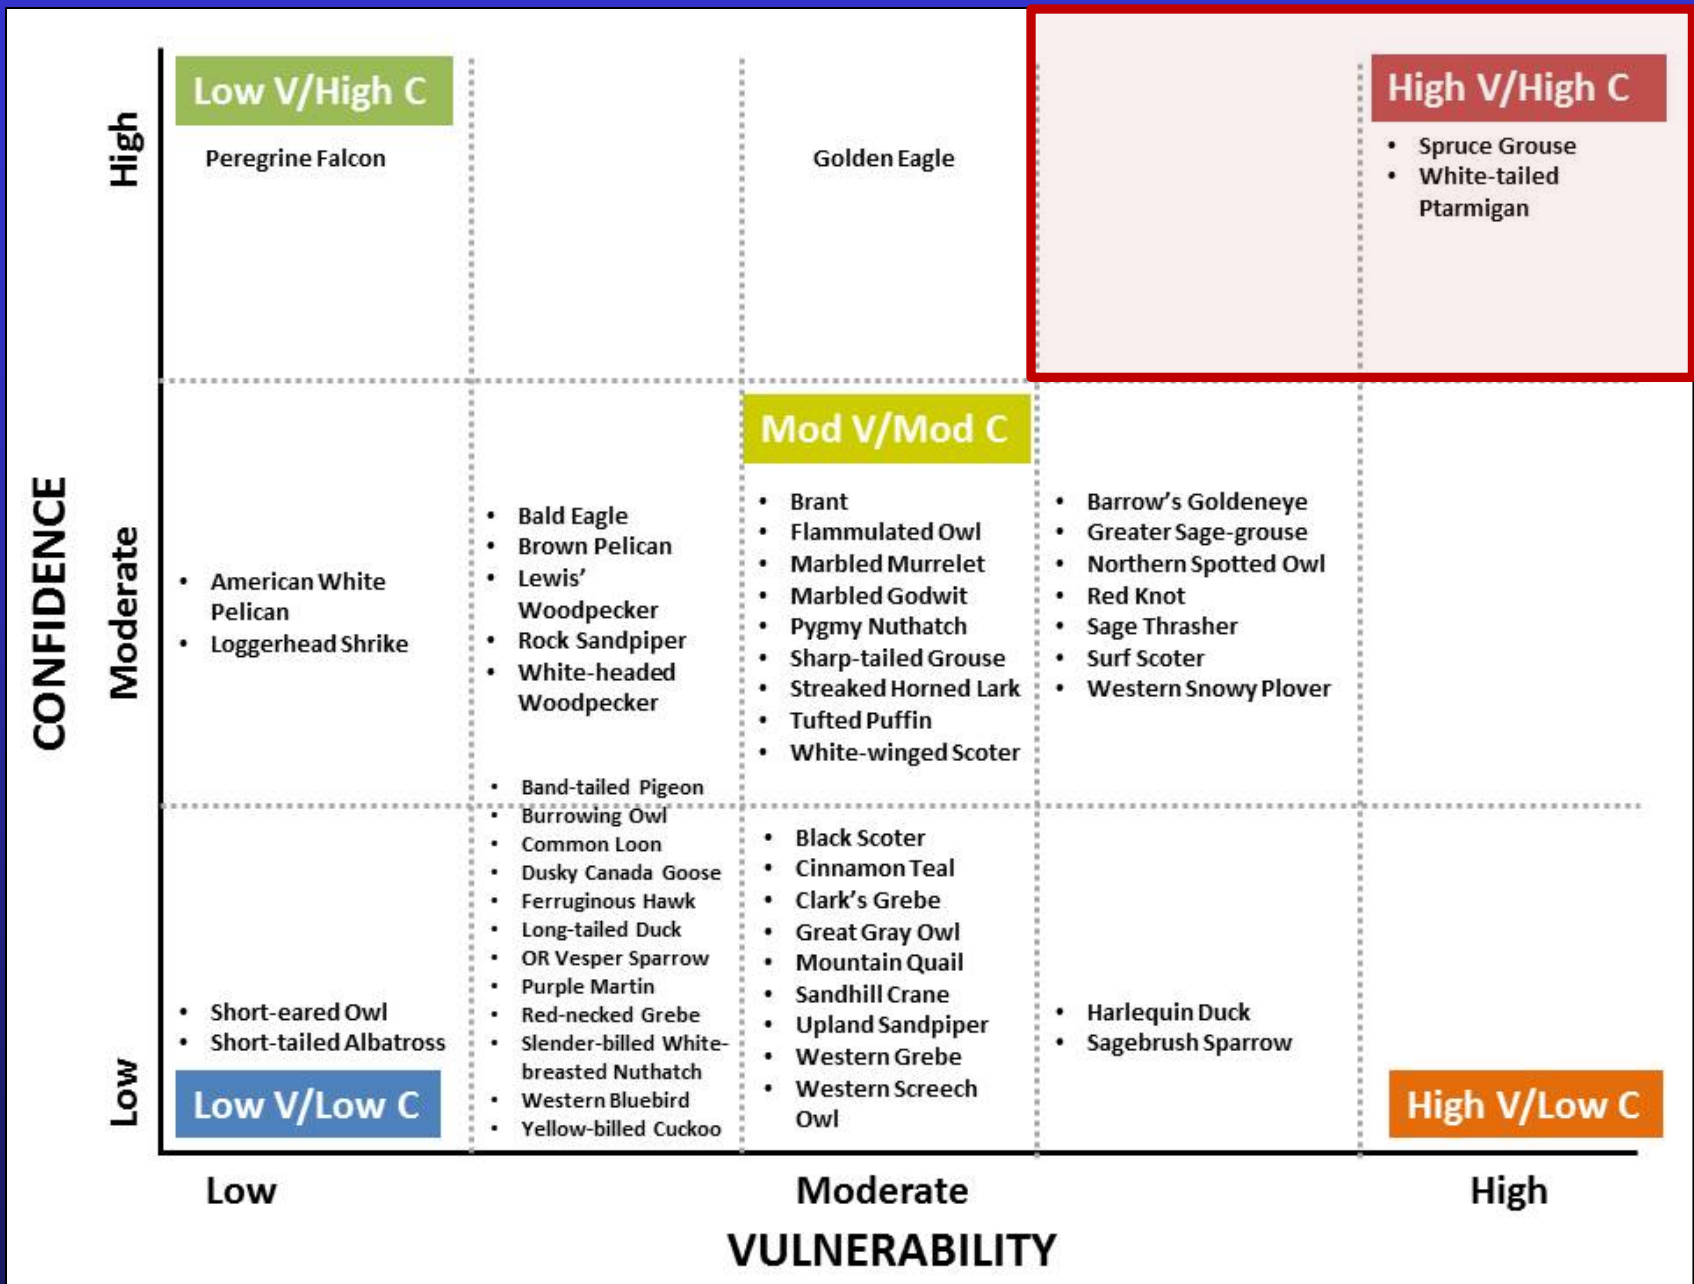 CONFIDENCE
High
Low V/High C
Peregrine Falcon
Golden Eagle
High V/High C
• Spruce Grouse
• White-tailed
Ptarmigan
Moderate
• American White
Pelican
• Loggerhead Shrike
• Bald Eagle
• Brown Pelican
• Lewis’
Woodpecker
• Rock Sandpiper
• White-headed
Woodpecker
Mod V/Mod C
• Brant
• Flammulated Owl
• Marbled Murrelet
• Marbled Godwit
• Pygmy Nuthatch
• Sharp-tailed Grouse
• Streaked Horned Lark
• Tufted Puffin
• White-winged Scoter
• Barrow’s Goldeneye
• Greater Sage-grouse
• Northern Spotted Owl
• Red Knot
• Sage Thrasher
• Surf Scoter
• Western Snowy Plover
Low
• Short-eared Owl
• Short-tailed Albatross
Low V/Low C
• Band-tailed Pigeon
• Burrowing Owl
• Common Loon
• Dusky Canada Goose
• Ferruginous Hawk
• Long-tailed Duck
• OR Vesper Sparrow
• Purple Martin
• Red-necked Grebe
• Slender-billed White-
breasted Nuthatch
• Western Bluebird
• Yellow-billed Cuckoo
• Black Scoter
• Cinnamon Teal
• Clark’s Grebe
• Great Gray Owl
• Mountain Quail
• Sandhill Crane
• Upland Sandpiper
• Western Grebe
• Western Screech
Owl
• Harlequin Duck
• Sagebrush Sparrow
High V/Low C
Low
Moderate
High
VULNERABILITY